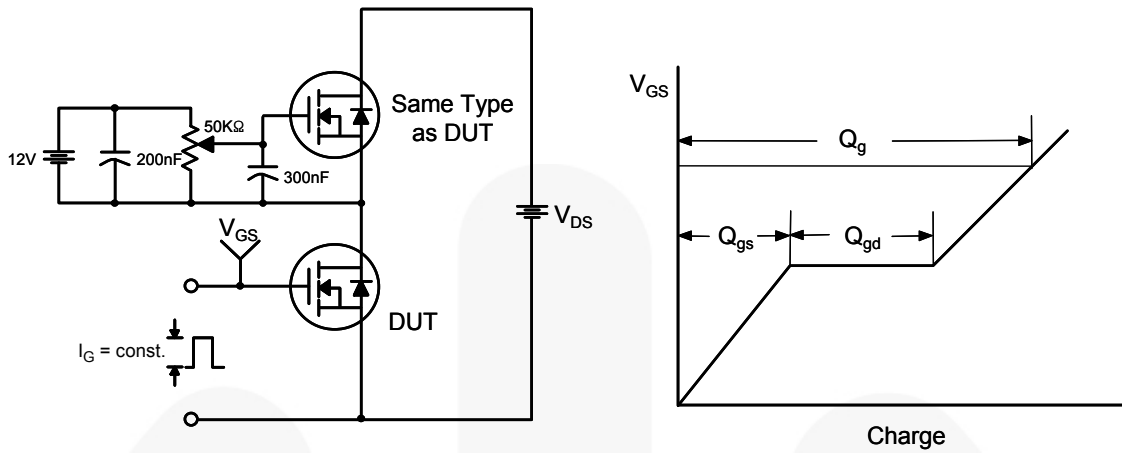 12V
200nF
50KΩ
300nF
Same Type
as DUT
V_DS
V_GS
DUT
I_G = const.
V_GS
Q_g
Q_gs
Q_gd
Charge